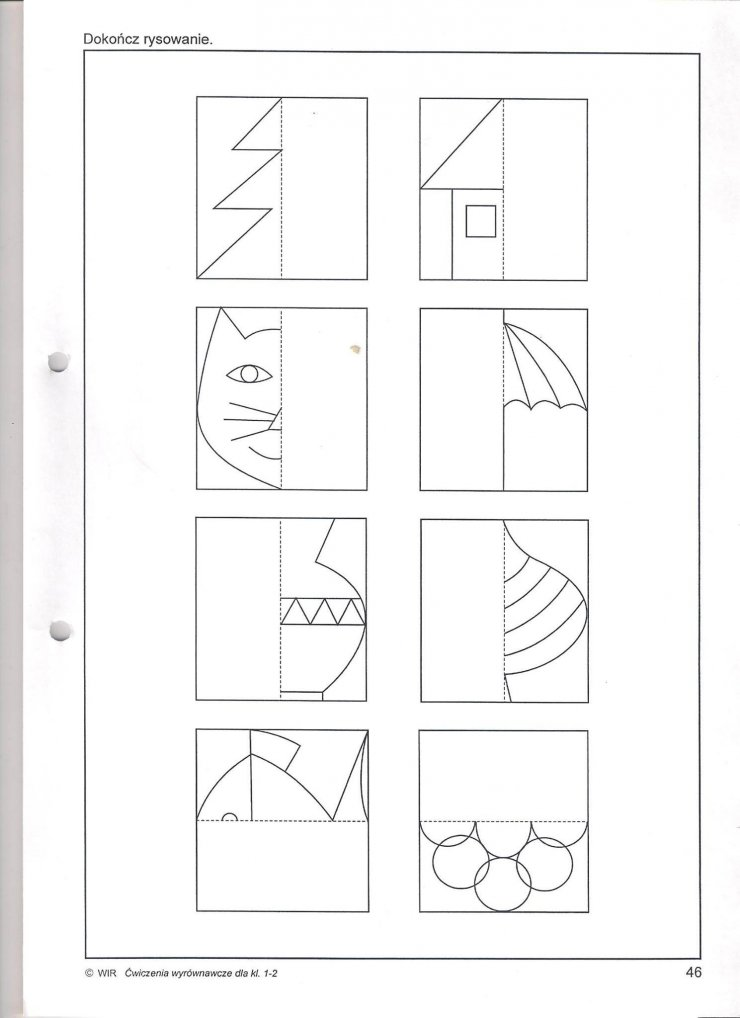 Dokończ rysowanie.
© WIR Ćwiczenia wyrównawcze dla kl. 1-2
46